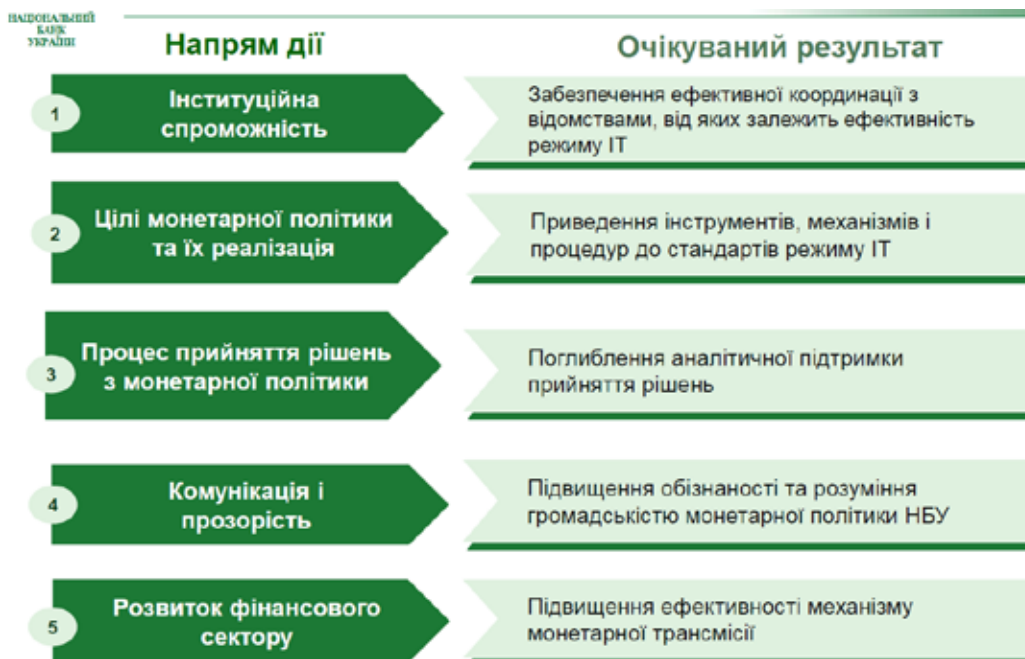 НАЦІОНАЛЬНИЙ
БАНК
УКРАЇНИ
Напрям дії
Очікуваний результат
1
Інституційна
спроможність
Забезпечення ефективної координації з
відомствами, від яких залежить ефективність
режиму ІТ
2
Цілі монетарної політики
та їх реалізація
Приведення інструментів, механізмів і
процедур до стандартів режиму ІТ
3
Процес прийняття рішень
з монетарної політики
Поглиблення аналітичної підтримки
прийняття рішень
4
Комунікація і
прозорість
Підвищення обізнаності та розуміння
громадськістю монетарної політики НБУ
5
Розвиток фінансового
сектору
Підвищення ефективності механізму
монетарної трансмісії